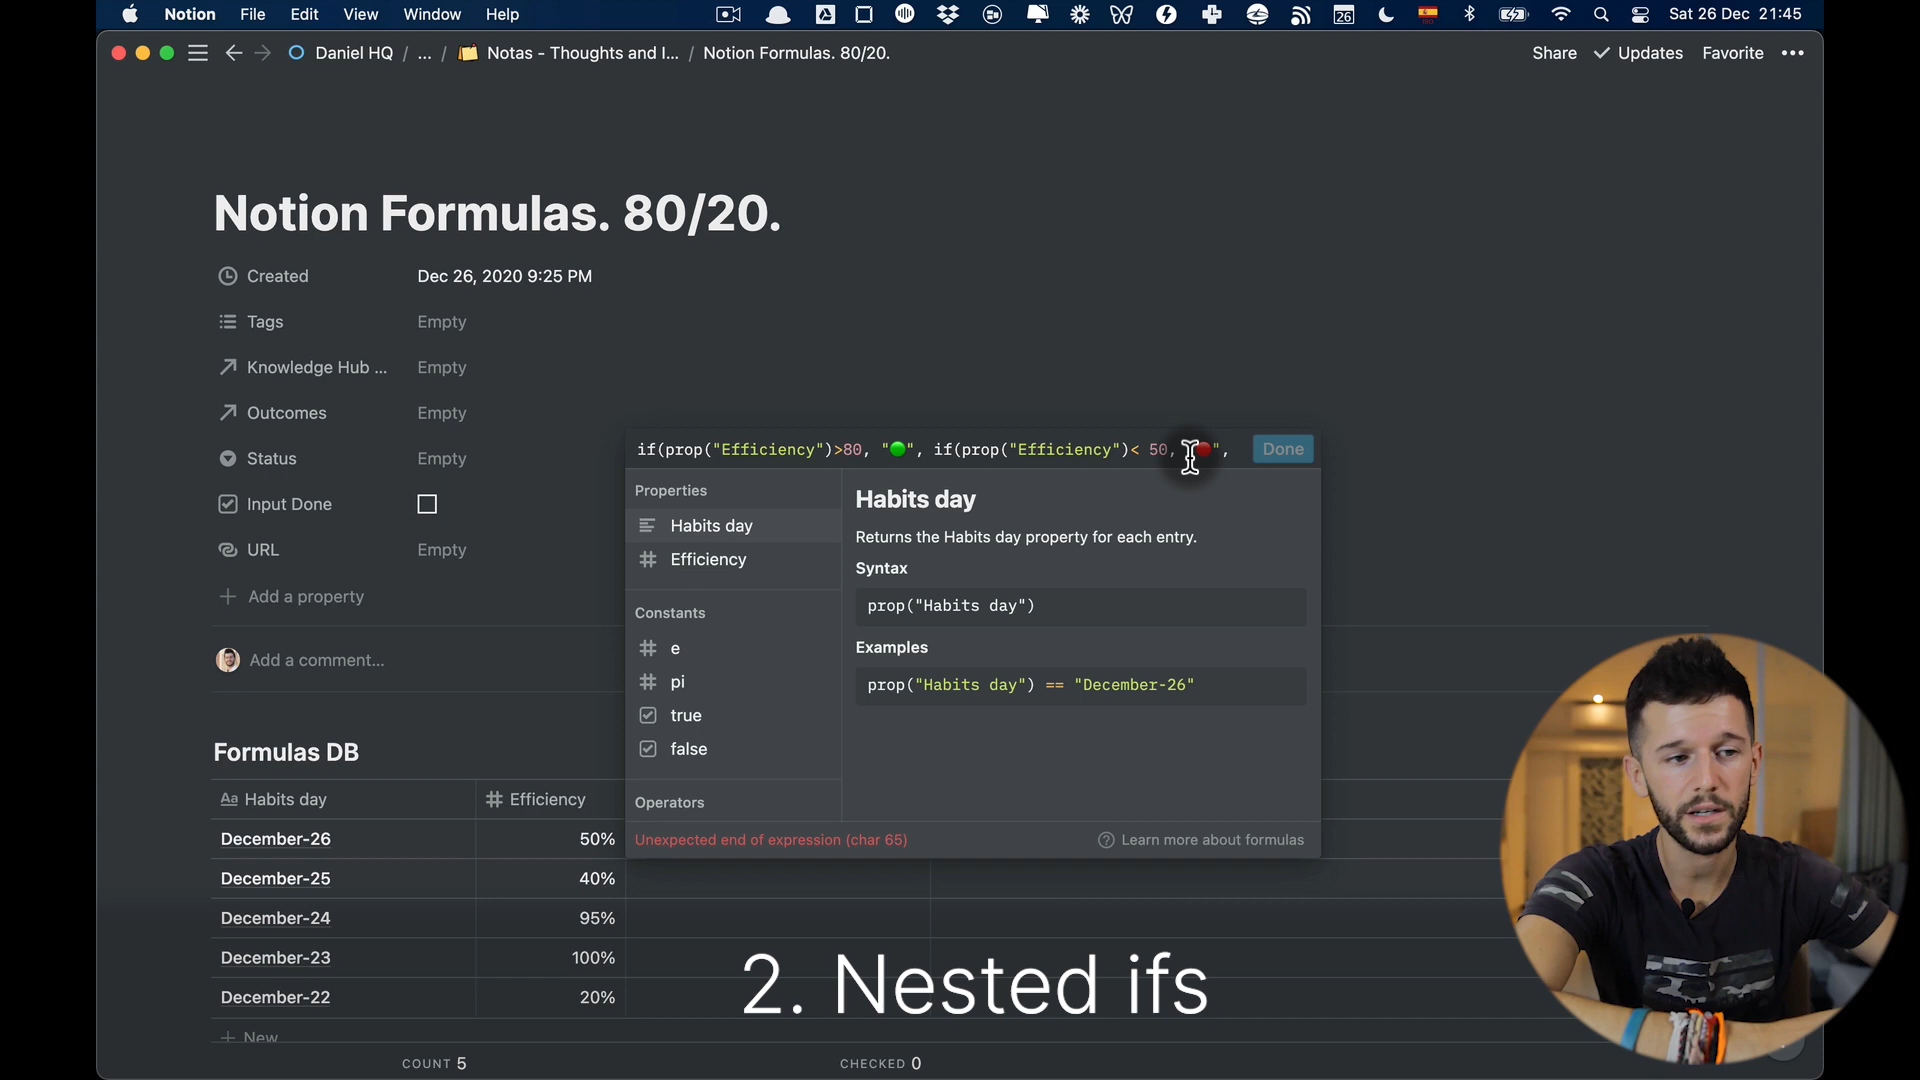 Notion File Edit View Window Help 26 Sat 26 Dec 21:45
Daniel HQ / ... / Notas - Thoughts and I... / Notion Formulas. 80/20. Share Updates Favorite
Notion Formulas. 80/20.
Created Dec 26, 2020 9:25 PM
Tags Empty
Knowledge Hub ... Empty
Outcomes Empty
Status Empty
Input Done
URL Empty
Add a property
Add a comment...
if(prop("Efficiency")>80, "🟢", if(prop("Efficiency")< 50, "🔴", Done
Properties
Habits day
Efficiency
Constants
e
pi
true
false
Operators
Habits day
Returns the Habits day property for each entry.
Syntax
prop("Habits day")
Examples
prop("Habits day") == "December-26"
Unexpected end of expression (char 65) Learn more about formulas
Formulas DB
Aa Habits day Efficiency
December-26 50%
December-25 40%
December-24 95%
December-23 100%
December-22 20%
New
COUNT 5 CHECKED 0
2. Nested ifs